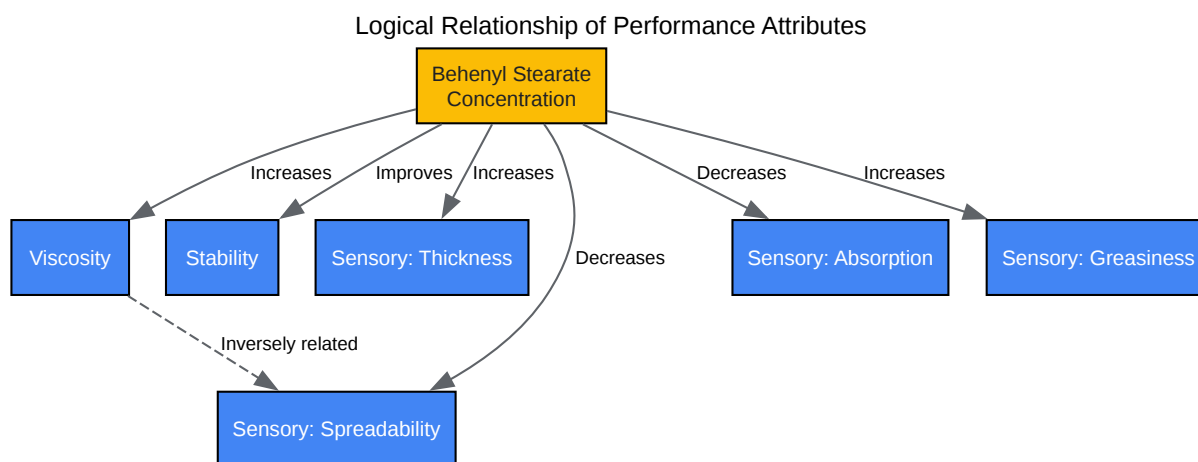 Logical Relationship of Performance Attributes
Behenyl Stearate
Concentration
Increases
Improves
Increases
Decreases
Increases
Viscosity
Stability
Sensory: Thickness
Decreases
Sensory: Absorption
Sensory: Greasiness
Inversely related
Sensory: Spreadability